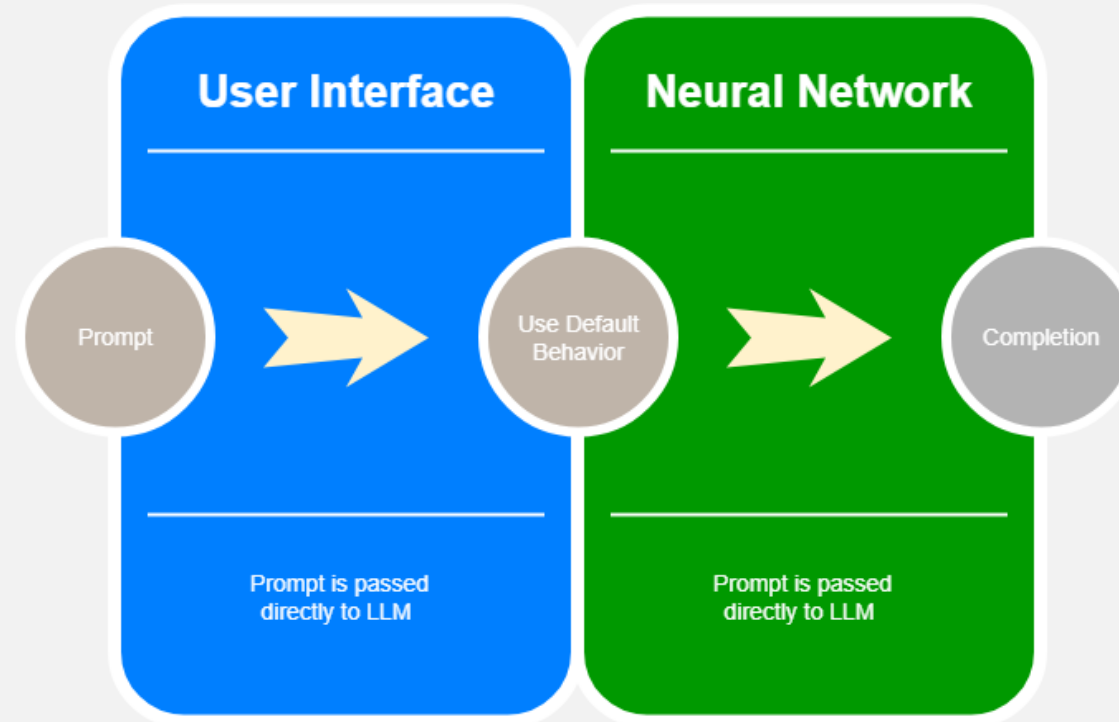 User Interface
Neural Network
Prompt
Use Default
Behavior
Completion
Prompt is passed
directly to LLM
Prompt is passed
directly to LLM